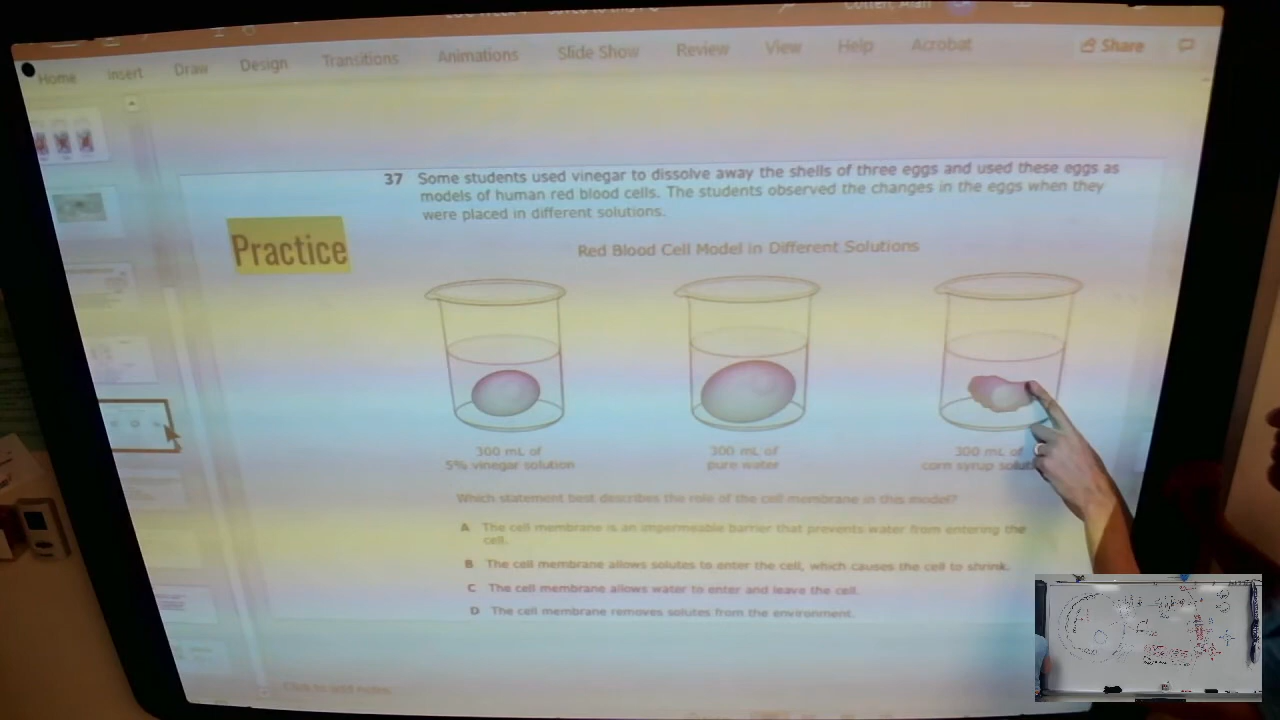 Home Insert Draw Design Transitions Animations Slide Show Review View Help Acrobat Share
37 Some students used vinegar to dissolve away the shells of three eggs and used these eggs as
models of human red blood cells. The students observed the changes in the eggs when they
were placed in different solutions.
Practice
Red Blood Cell Model in Different Solutions
300 mL of
5% vinegar solution
300 mL of
pure water
300 mL of
corn syrup
Which statement best describes the role of the cell membrane in this model?
A The cell membrane is an impermeable barrier that prevents water from entering the
cell.
B The cell membrane allows solutes to enter the cell, which causes the cell to shrink.
C The cell membrane allows water to enter and leave the cell.
D The cell membrane removes solutes from the environment.
Click to add notes